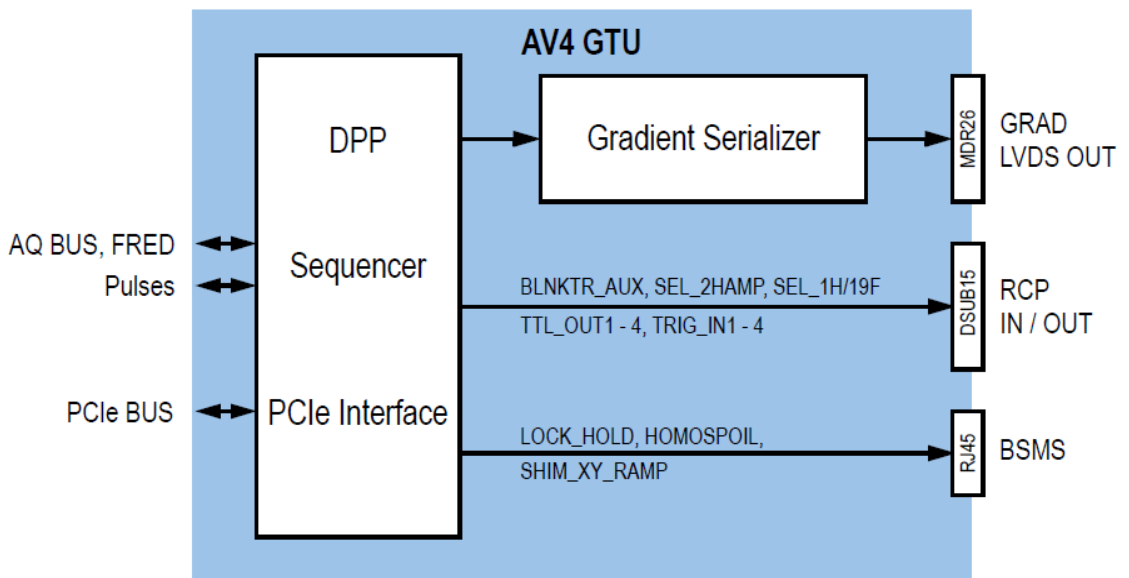 AV4 GTU
DPP
Gradient Serializer
MDR26
GRAD
LVDS OUT
AQ BUS, FRED
Pulses
Sequencer
BLNKTR_AUX, SEL_2HAMP, SEL_1H/19F
TTL_OUT1 - 4, TRIG_IN1 - 4
DSUB15
RCP
IN / OUT
PCIe BUS
PCIe Interface
LOCK_HOLD, HOMOSPOIL,
SHIM_XY_RAMP
RJ45
BSMS